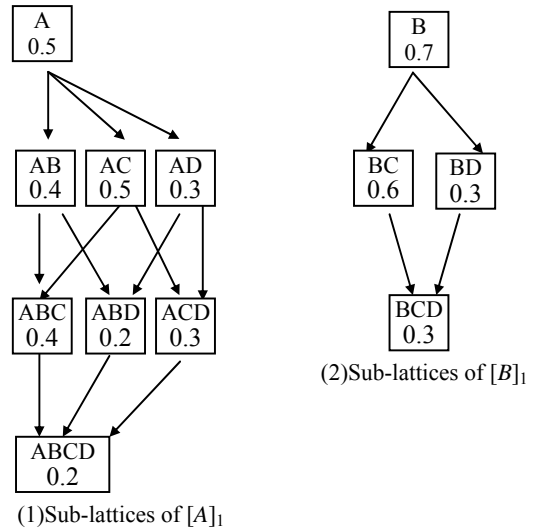 A
0.5
AB
0.4
AC
0.5
AD
0.3
ABC
0.4
ABD
0.2
ACD
0.3
ABCD
0.2
(1)Sub-lattices of [A]₁
B
0.7
BC
0.6
BD
0.3
BCD
0.3
(2)Sub-lattices of [B]₁